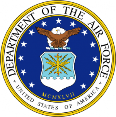 DEPARTMENT OF THE AIR FORCE
MCMXLVII
UNITED STATES OF AMERICA